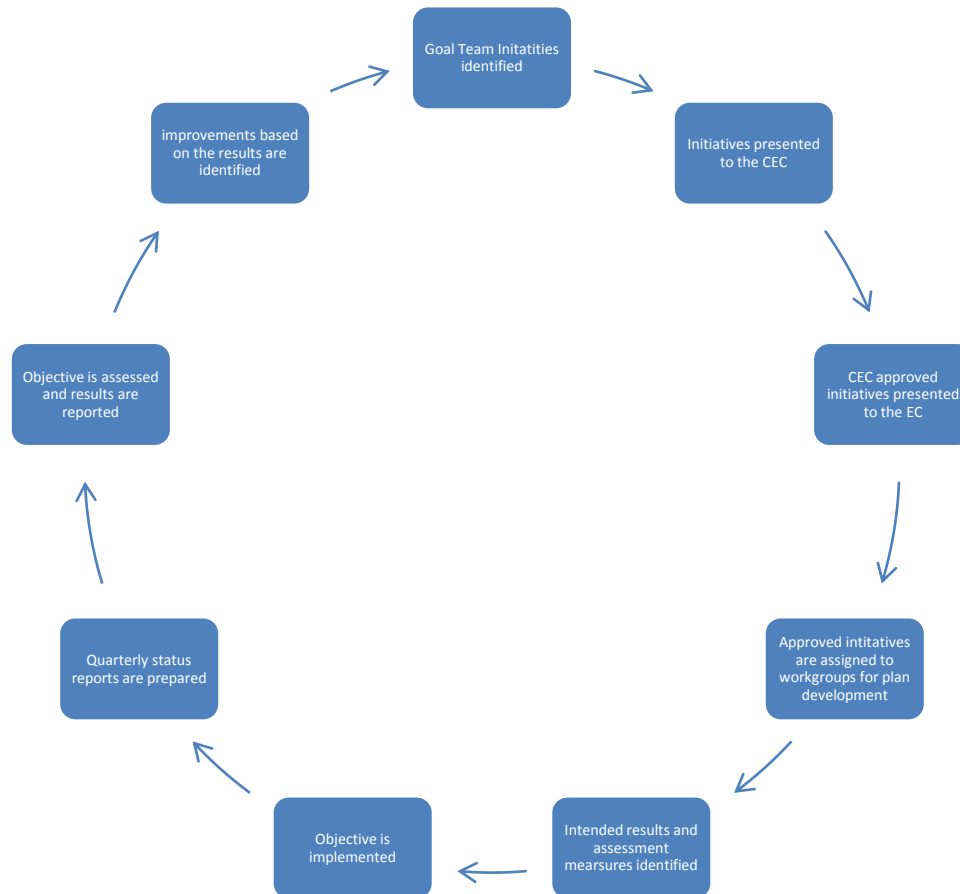 Goal Team Initatities
identified
Initiatives presented
to the CEC
CEC approved
initiatives presented
to the EC
Approved intitatives
are assigned to
workgroups for plan
development
Intended results and
assessment
mearsures identified
Objective is
implemented
Quarterly status
reports are prepared
Objective is assessed
and results are
reported
improvements based
on the results are
identified